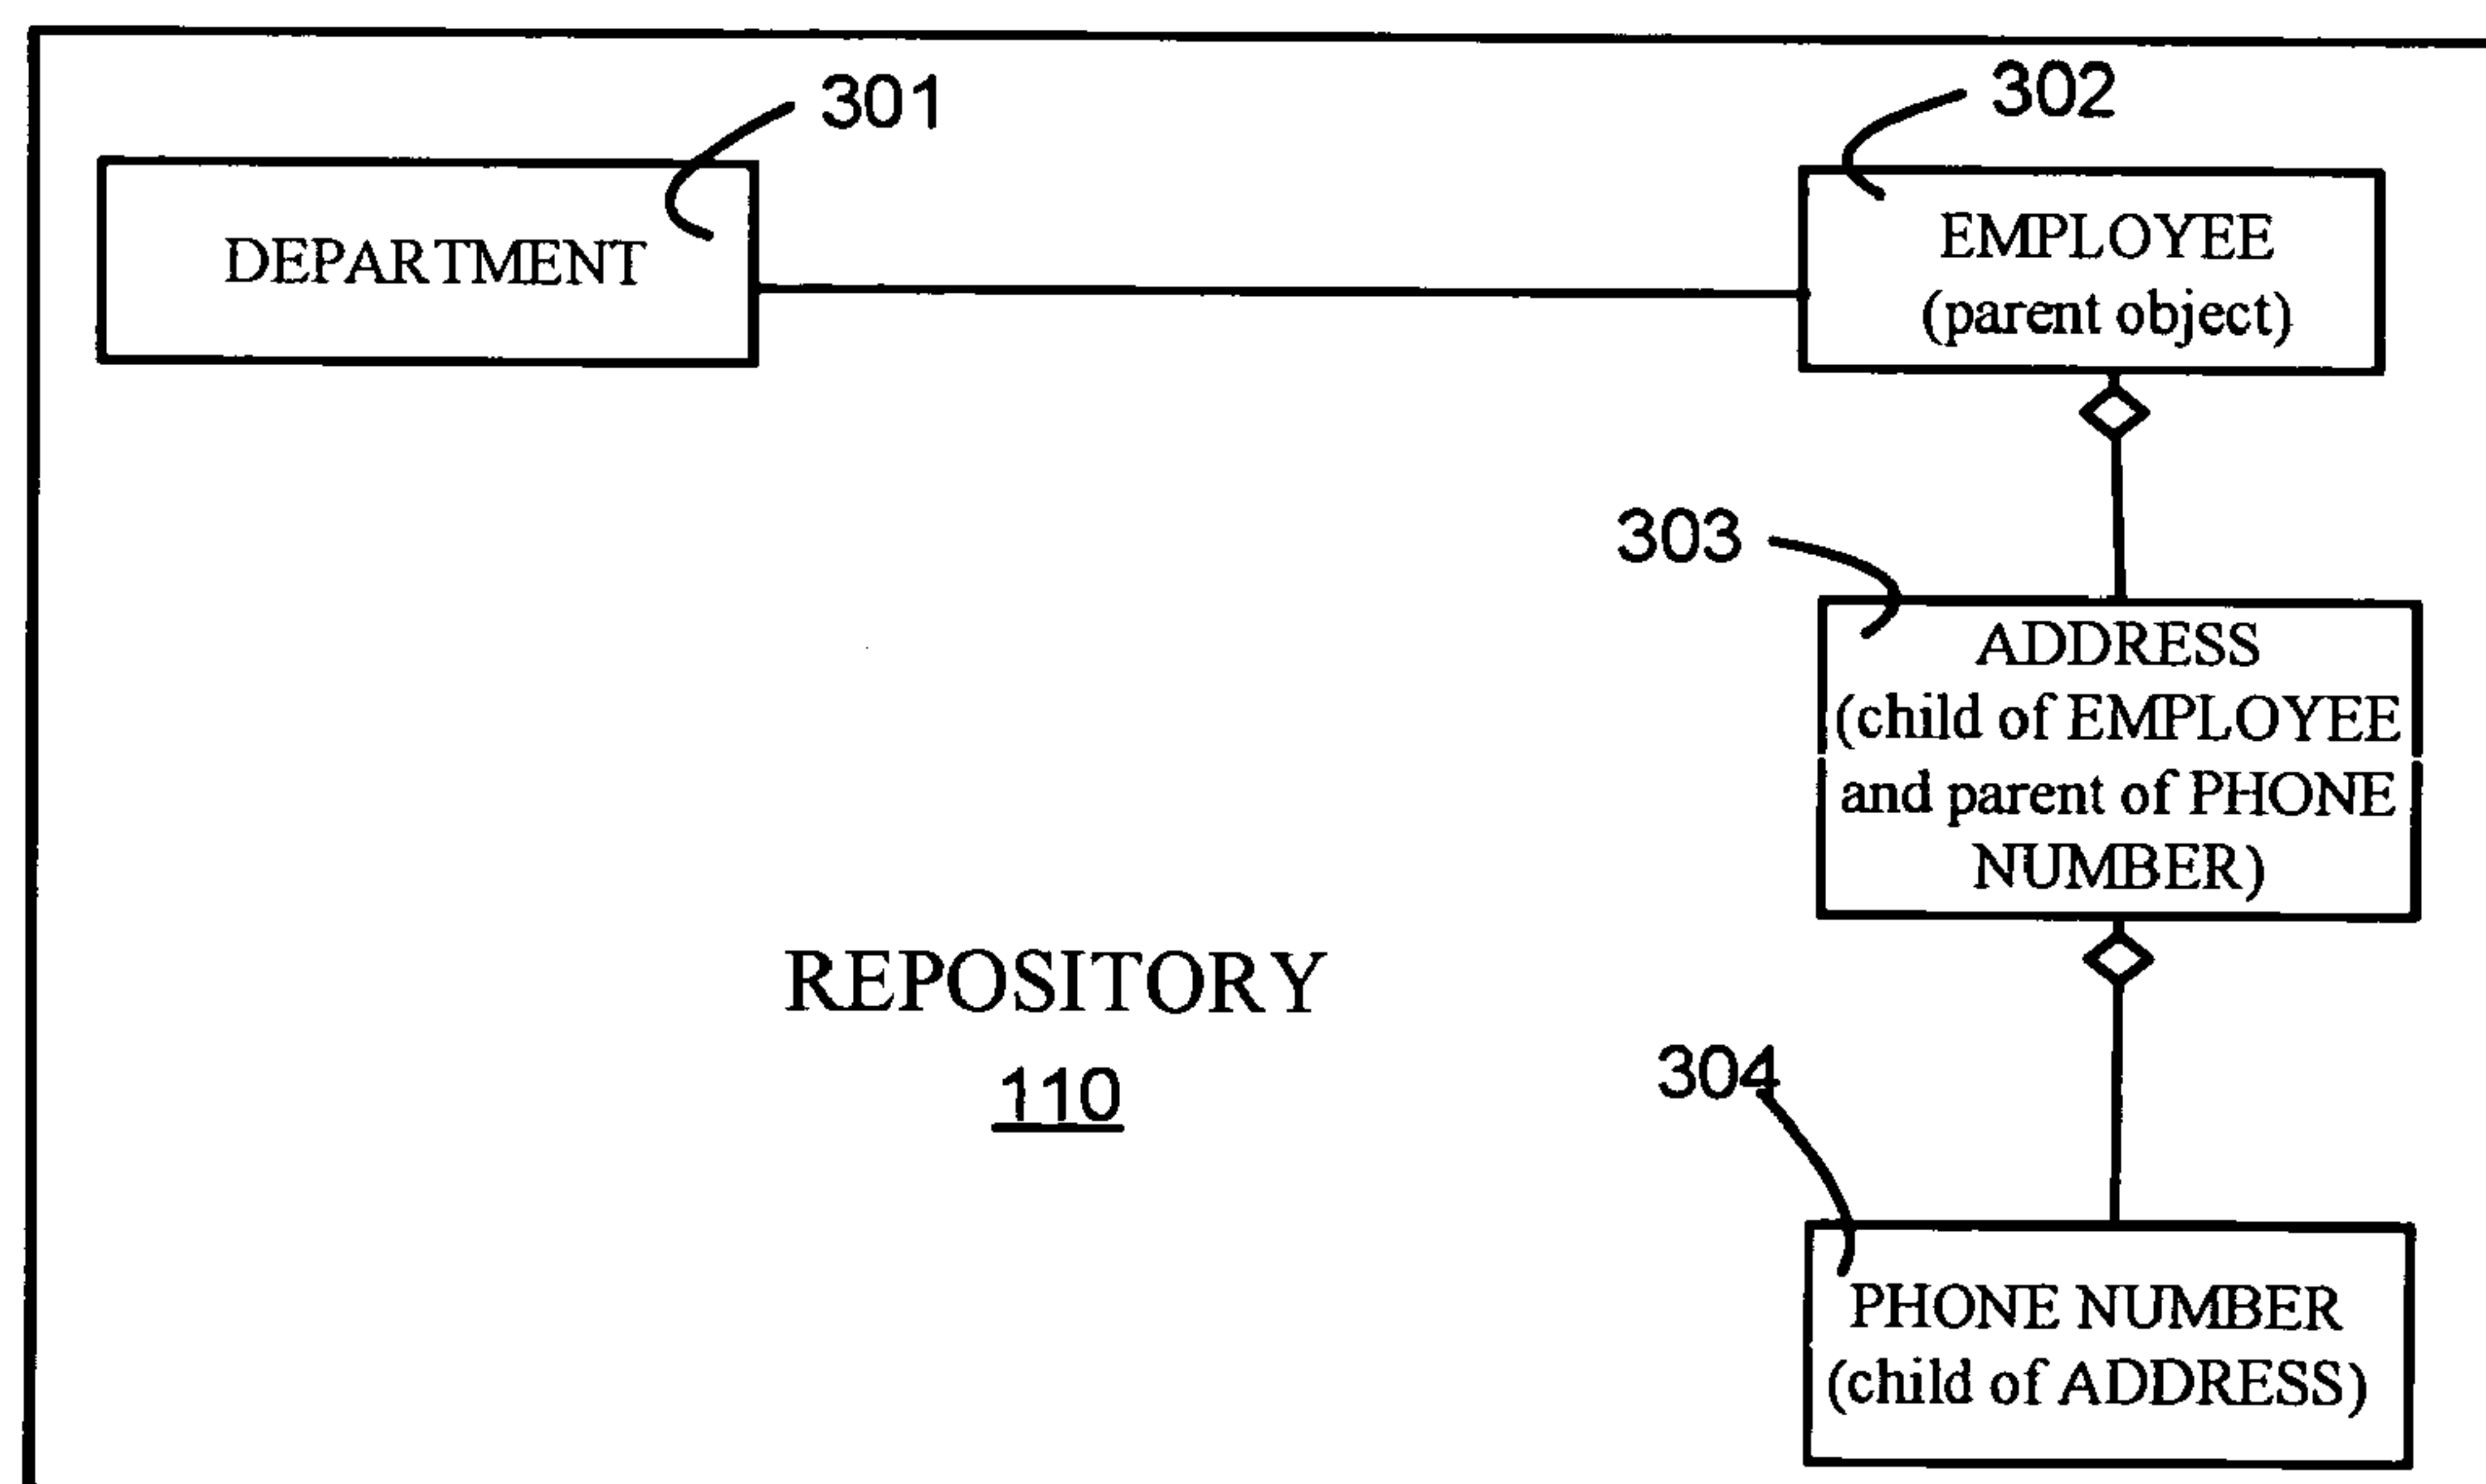 301
302
DEPARTMENT
EMPLOYEE
(parent object)
303
ADDRESS
(child of EMPLOYEE
and parent of PHONE
NUMBER)
REPOSITORY
110
304
PHONE NUMBER
(child of ADDRESS)